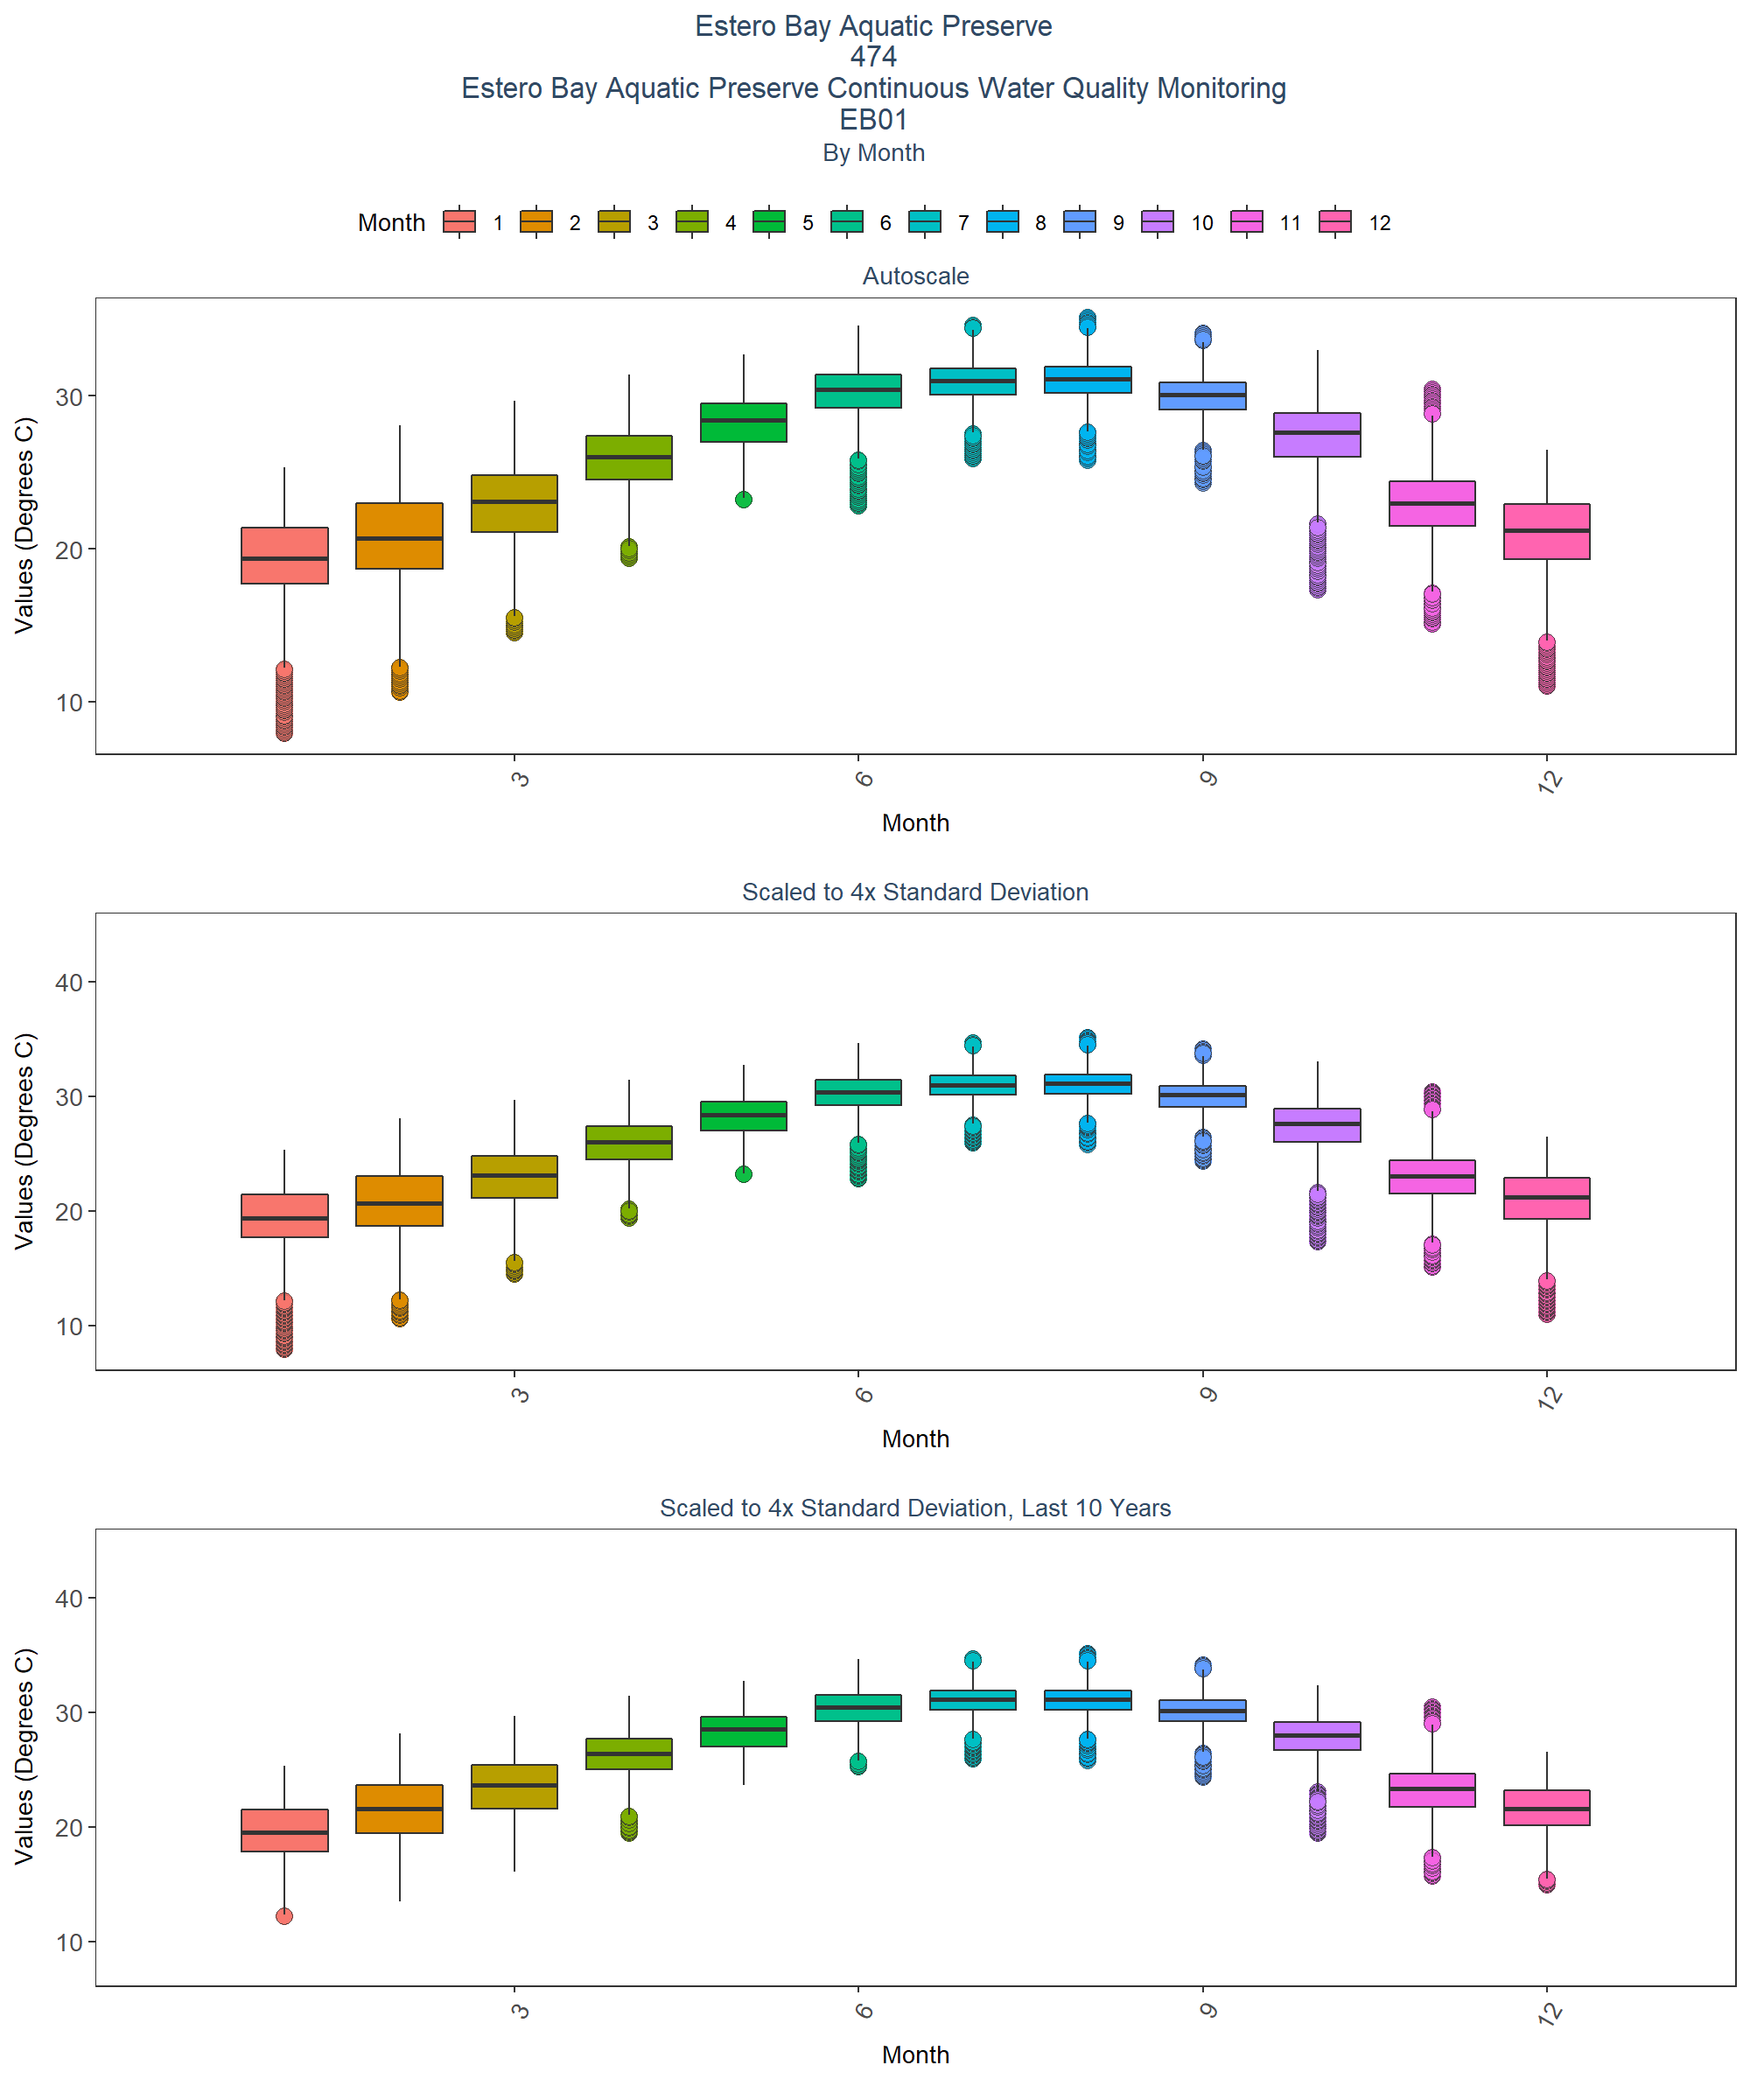 Estero Bay Aquatic Preserve
474
Estero Bay Aquatic Preserve Continuous Water Quality Monitoring
EB01
By Month
Month 1 2 3 4 5 6 7 8 9 10 11 12
Autoscale
Values (Degrees C)
30
20
10
3 6 9 12
Month
Scaled to 4x Standard Deviation
Values (Degrees C)
40
30
20
10
3 6 9 12
Month
Scaled to 4x Standard Deviation, Last 10 Years
Values (Degrees C)
40
30
20
10
3 6 9 12
Month